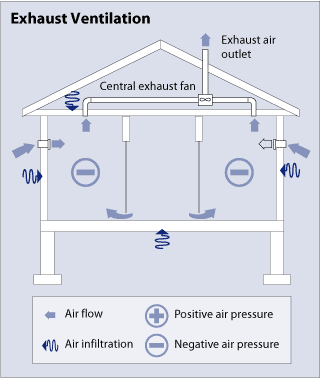 Exhaust Ventilation
Exhaust air
outlet
Central exhaust fan
Air flow
Positive air pressure
Air infiltration
Negative air pressure